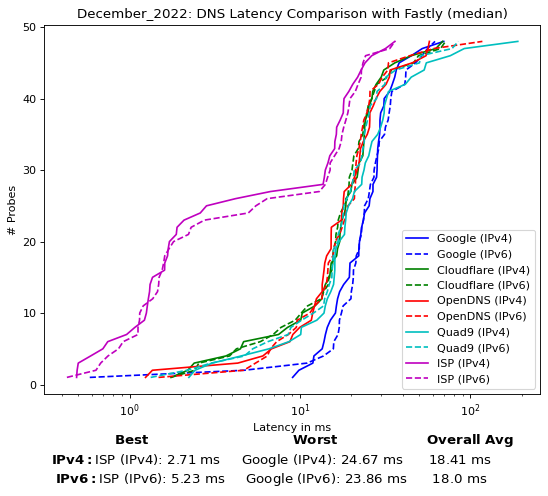 December_2022: DNS Latency Comparison with Fastly (median)
50
40
30
20
10
0
# Probes
Google (IPv4)
Google (IPv6)
Cloudflare (IPv4)
Cloudflare (IPv6)
OpenDNS (IPv4)
OpenDNS (IPv6)
Quad9 (IPv4)
Quad9 (IPv6)
ISP (IPv4)
ISP (IPv6)
10⁰ 10¹ 10²
Latency in ms
Best Worst Overall Avg
IPv4: ISP (IPv4): 2.71 ms Google (IPv4): 24.67 ms 18.41 ms
IPv6: ISP (IPv6): 5.23 ms Google (IPv6): 23.86 ms 18.0 ms